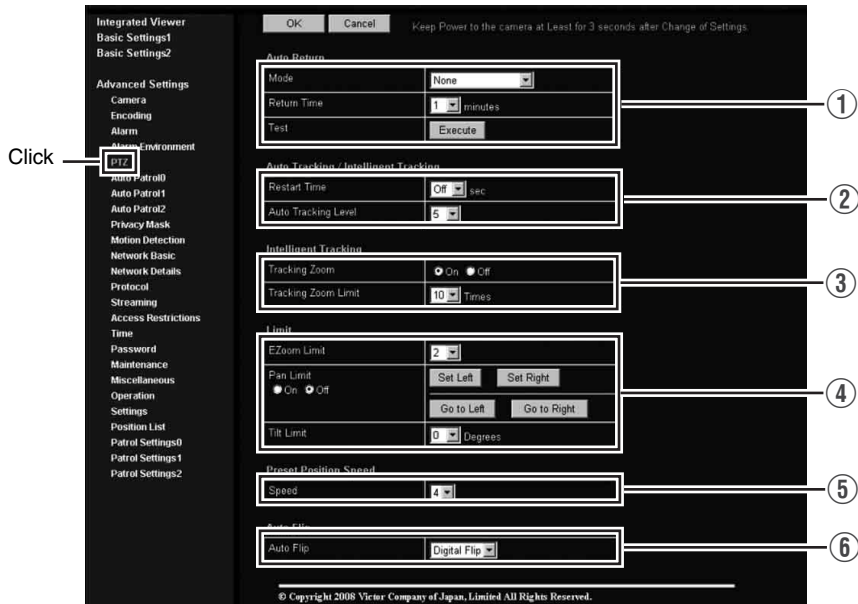 Integrated Viewer
Basic Settings1
Basic Settings2
Advanced Settings
Camera
Encoding
Alarm
Alarm Environment
PTZ
Auto Patrol0
Auto Patrol1
Auto Patrol2
Privacy Mask
Motion Detection
Network Basic
Network Details
Protocol
Streaming
Access Restrictions
Time
Password
Maintenance
Miscellaneous
Operation
Settings
Position List
Patrol Settings0
Patrol Settings1
Patrol Settings2
Click
OK Cancel Keep Power to the camera at Least for 3 seconds after Change of Settings
Auto Return
Mode None
Return Time 1 minutes
Test Execute
①
Auto Tracking / Intelligent Tracking
Restart Time Off sec
Auto Tracking Level 5
②
Intelligent Tracking
Tracking Zoom On Off
Tracking Zoom Limit 10 Times
③
Limit
EZoom Limit 2
Pan Limit Set Left Set Right
On Off
Go to Left Go to Right
Tilt Limit 0 Degrees
④
Preset Position Speed
Speed 4
⑤
Auto Flip
Auto Flip Digital Flip
⑥
© Copyright 2008 Victor Company of Japan, Limited All Rights Reserved.